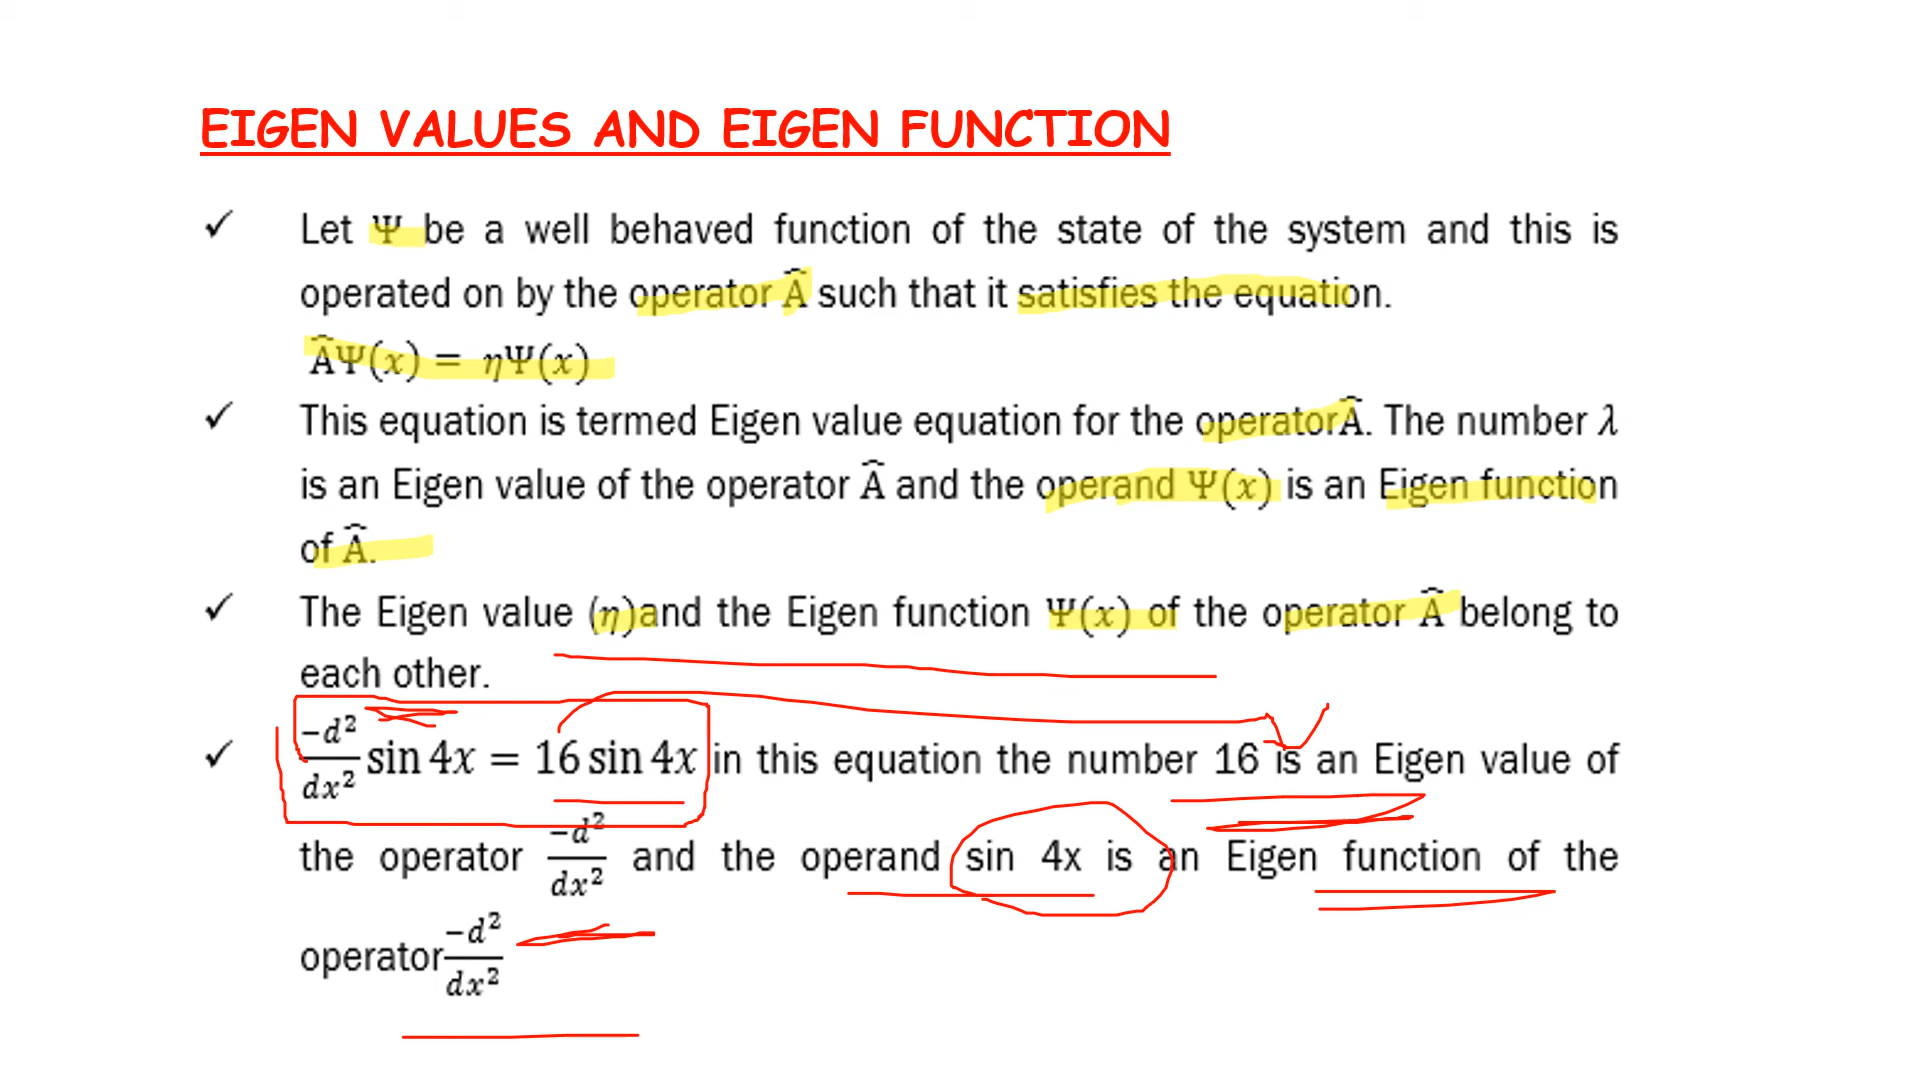 EIGEN VALUES AND EIGEN FUNCTION
✓ Let Ψ be a well behaved function of the state of the system and this is
operated on by the operator Â such that it satisfies the equation.
ÂΨ(x) = ηΨ(x)
✓ This equation is termed Eigen value equation for the operatorÂ. The number λ
is an Eigen value of the operator Â and the operand Ψ(x) is an Eigen function
of Â.
✓ The Eigen value (η)and the Eigen function Ψ(x) of the operator Â belong to
each other.
✓ -d²/dx² sin 4x = 16 sin 4x in this equation the number 16 is an Eigen value of
the operator -d²/dx² and the operand sin 4x is an Eigen function of the
operator -d²/dx²